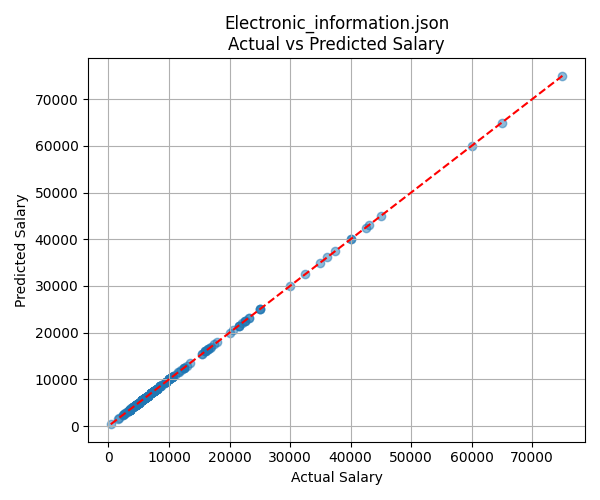 Electronic_information.json
Actual vs Predicted Salary
Predicted Salary
70000
60000
50000
40000
30000
20000
10000
0
0 10000 20000 30000 40000 50000 60000 70000
Actual Salary